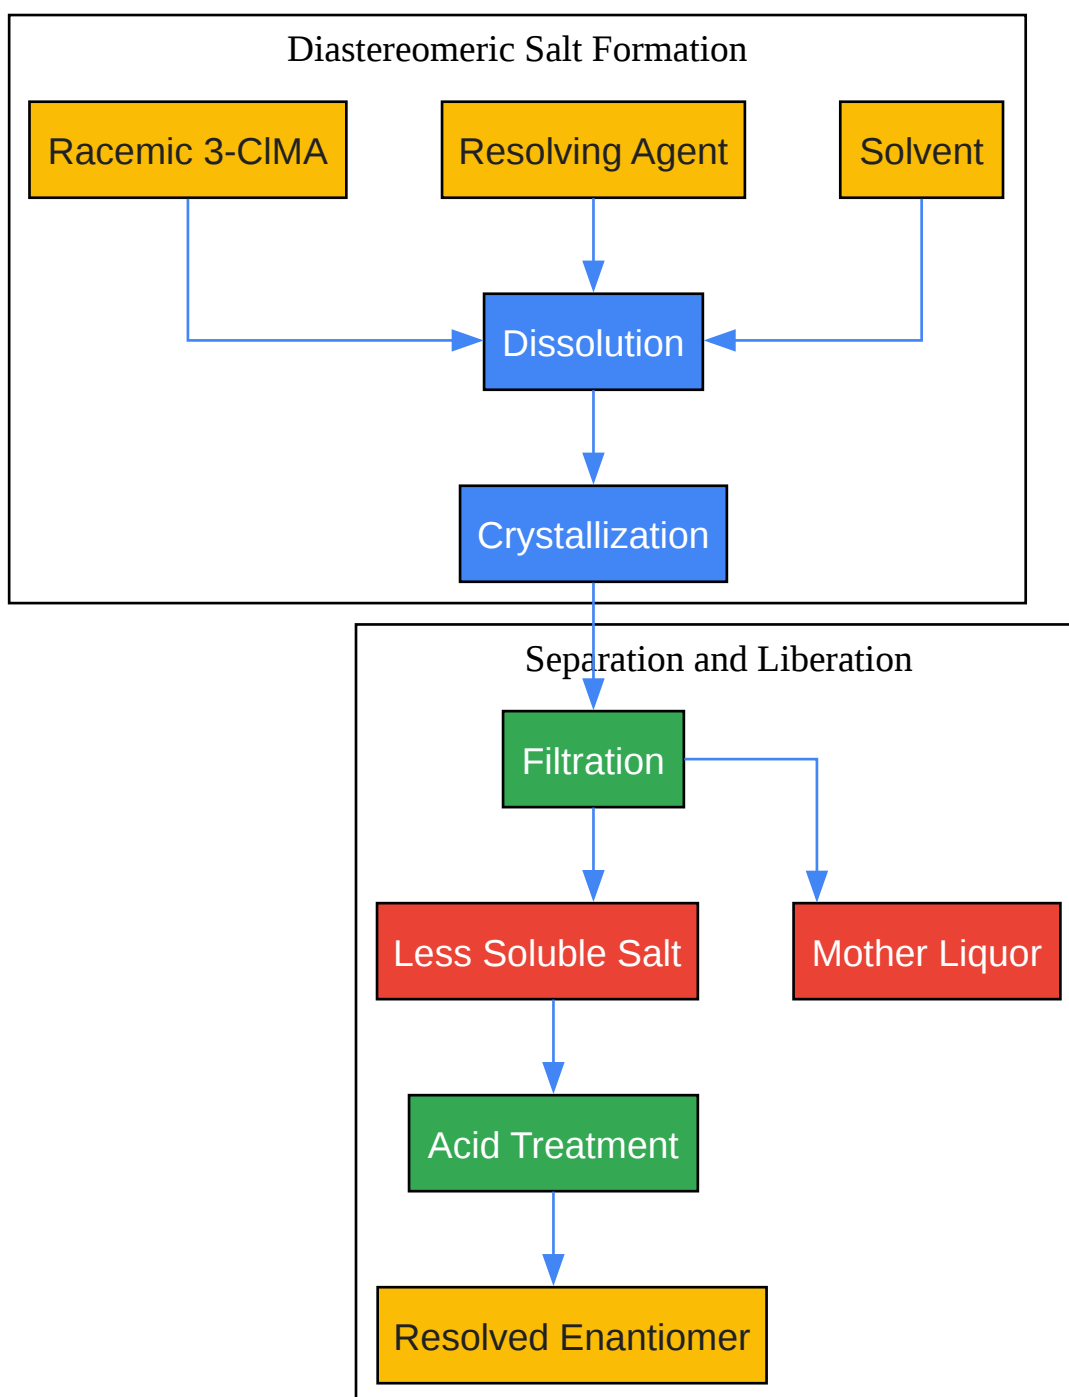 Diastereomeric Salt Formation
Racemic 3-ClMA
Resolving Agent
Solvent
Dissolution
Crystallization
Separation and Liberation
Filtration
Less Soluble Salt
Mother Liquor
Acid Treatment
Resolved Enantiomer